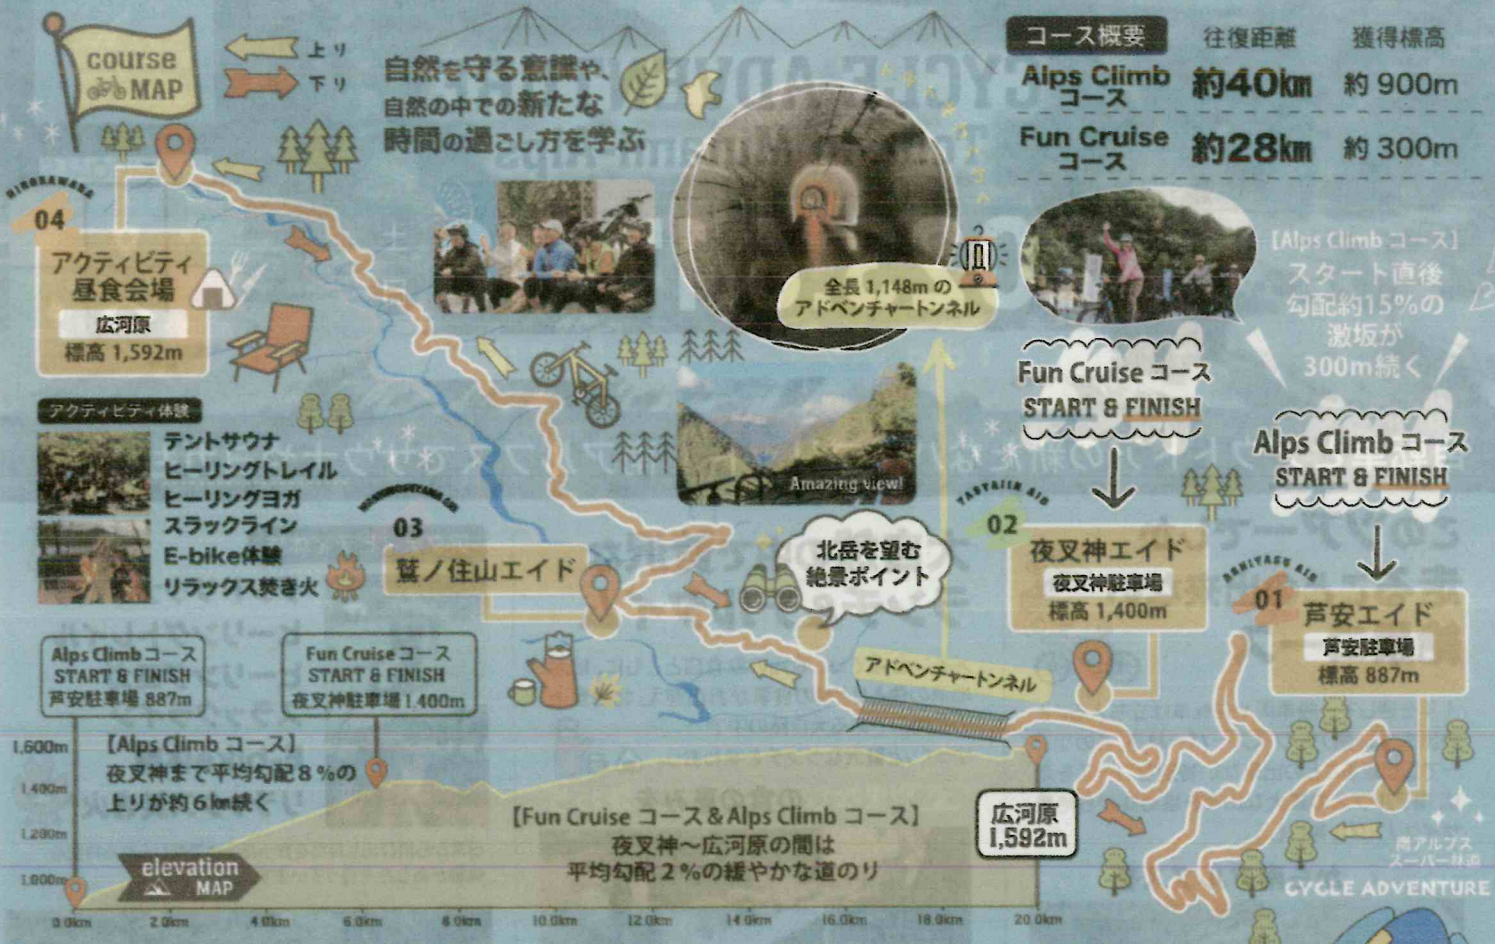 course
MAP
上り
下り
自然を守る意識や、
自然の中での新たな
時間の過ごし方を学ぶ
コース概要 往復距離 獲得標高
Alps Climb
コース
約40km 約900m
Fun Cruise
コース
約28km 約300m
全長1,148mの
アドベンチャートンネル
[Alps Climb コース]
スタート直後
勾配約15%の
激坂が
300m続く
HIROKAWARA
04
アクティビティ
昼食会場
広河原
標高 1,592m
アクティビティ体験
テントサウナ
ヒーリングトレイル
ヒーリングヨガ
スラックライン
E-bike体験
リラックス焚き火
Amazing view!
Fun Cruise コース
START & FINISH
Alps Climb コース
START & FINISH
03
鷲ノ住山エイド
北岳を望む
絶景ポイント
02
夜叉神エイド
夜叉神駐車場
標高 1,400m
ASHIYASU AID
01
芦安エイド
芦安駐車場
標高 887m
アドベンチャートンネル
Alps Climb コース
START & FINISH
芦安駐車場 887m
Fun Cruise コース
START & FINISH
夜叉神駐車場 1,400m
1,600m
1,400m
1,200m
1,000m
[Alps Climb コース]
夜叉神まで平均勾配8%の
上りが約6km続く
[Fun Cruise コース&Alps Climb コース]
夜叉神〜広河原の間は
平均勾配2%の緩やかな道のり
広河原
1,592m
elevation
MAP
0.0km 2.0km 4.0km 6.0km 8.0km 10.0km 12.0km 14.0km 16.0km 18.0km 20.0km
南アルプス
スーパー林道
CYCLE ADVENTURE